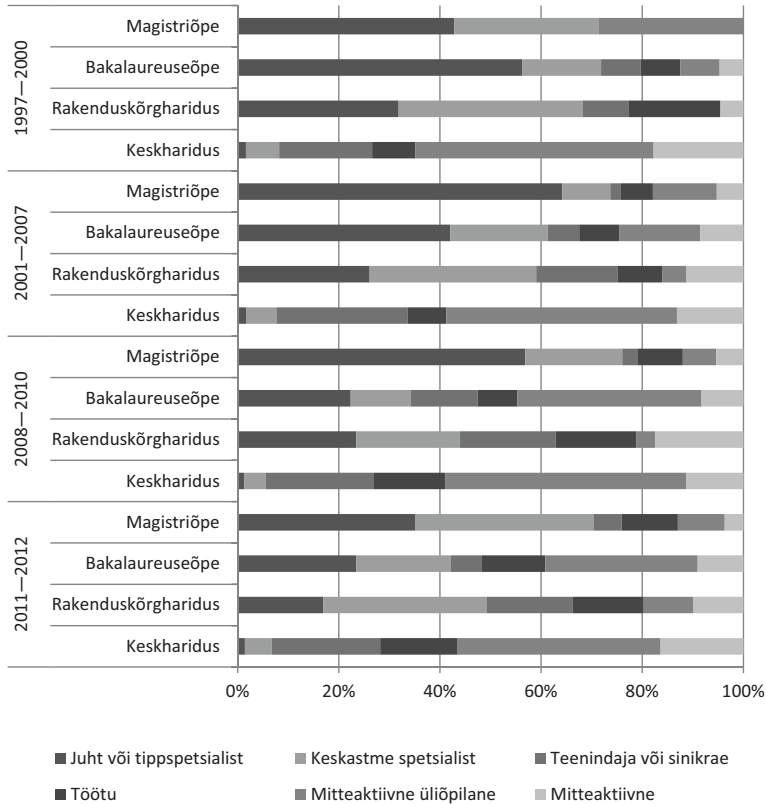 1997—2000
Magistriõpe
Bakalaureuseõpe
Rakenduskõrgharidus
Keskharidus
2001—2007
Magistriõpe
Bakalaureuseõpe
Rakenduskõrgharidus
Keskharidus
2008—2010
Magistriõpe
Bakalaureuseõpe
Rakenduskõrgharidus
Keskharidus
2011—2012
Magistriõpe
Bakalaureuseõpe
Rakenduskõrgharidus
Keskharidus
0% 20% 40% 60% 80% 100%
Juht või tippspetsialist Keskastme spetsialist Teenindaja või sinikrae
Töötu Mitteaktiivne üliõpilane Mitteaktiivne